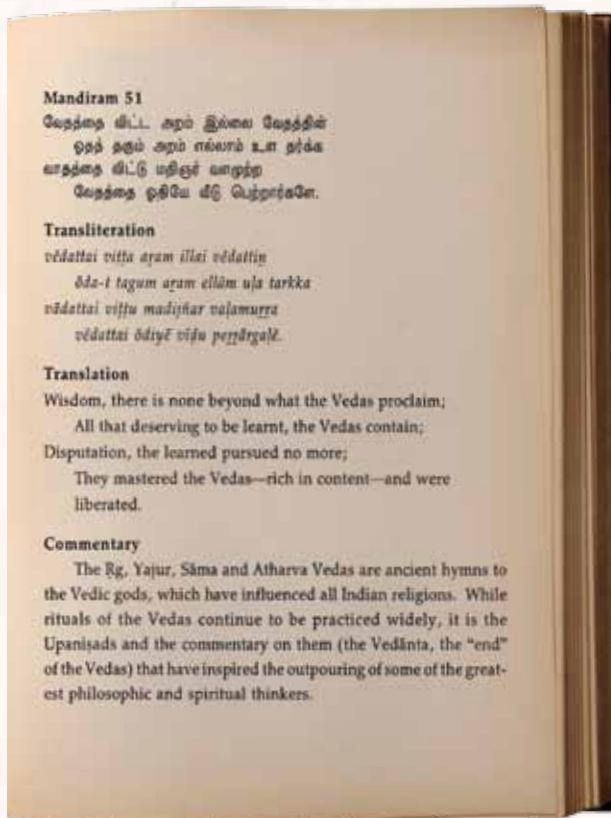 Mandiram 51
வேதத்தை விட்ட அறம் இல்லை வேதத்தின்
ஓதத் தகும் அறம் எல்லாம் உள தர்க்க
வாதத்தை விட்டு மதிஞர் வளமுற்ற
வேதத்தை ஓதியே வீடு பெற்றார்களே.
Transliteration
vēdattai viṭṭa aṟam illai vēdattiṉ
ōda-t tagum aṟam ellām uḷa tarkka
vādattai viṭṭu madijñar vaḷamuṟṟa
vēdattai ōdiyē vīḍu peṟṟārgaḷē.
Translation
Wisdom, there is none beyond what the Vedas proclaim;
All that deserving to be learnt, the Vedas contain;
Disputation, the learned pursued no more;
They mastered the Vedas—rich in content—and were
liberated.
Commentary
The Ṛg, Yajur, Sāma and Atharva Vedas are ancient hymns to
the Vedic gods, which have influenced all Indian religions. While
rituals of the Vedas continue to be practiced widely, it is the
Upaniṣads and the commentary on them (the Vedānta, the “end”
of the Vedas) that have inspired the outpouring of some of the great-
est philosophic and spiritual thinkers.